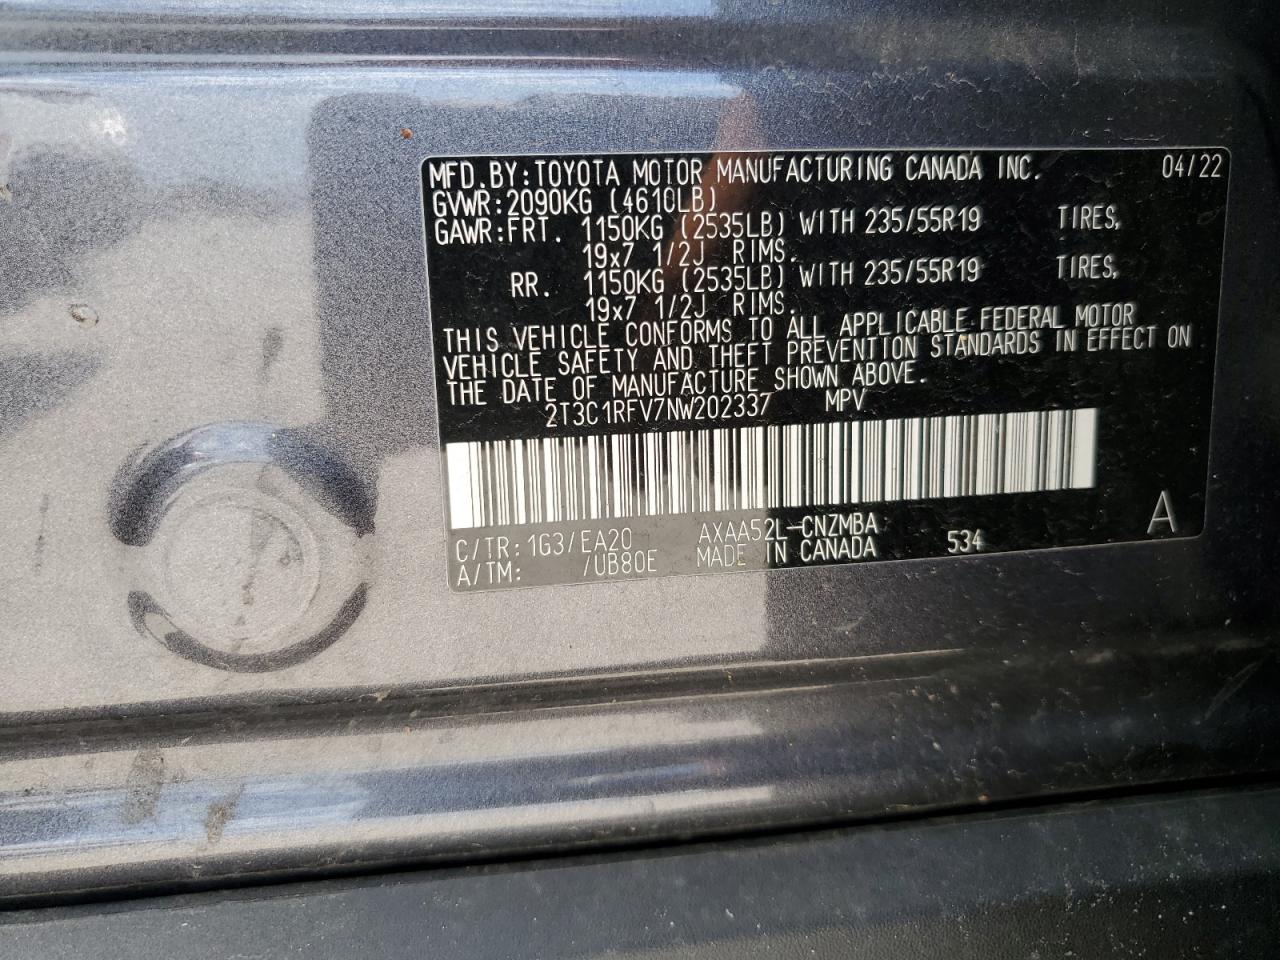 MFD.BY:TOYOTA MOTOR MANUFACTURING CANADA INC. 04/22
GVWR:2090KG (4610LB)
GAWR:FRT. 1150KG (2535LB) WITH 235/55R19 TIRES,
19x7 1/2J RIMS.
RR. 1150KG (2535LB) WITH 235/55R19 TIRES,
19x7 1/2J RIMS.
THIS VEHICLE CONFORMS TO ALL APPLICABLE FEDERAL MOTOR
VEHICLE SAFETY AND THEFT PREVENTION STANDARDS IN EFFECT ON
THE DATE OF MANUFACTURE SHOWN ABOVE.
2T3C1RFV7NW202337 MPV
C/TR:1G3/EA20 AXAA52L-CNZMBA A
A/TM: /UB80E MADE IN CANADA 534